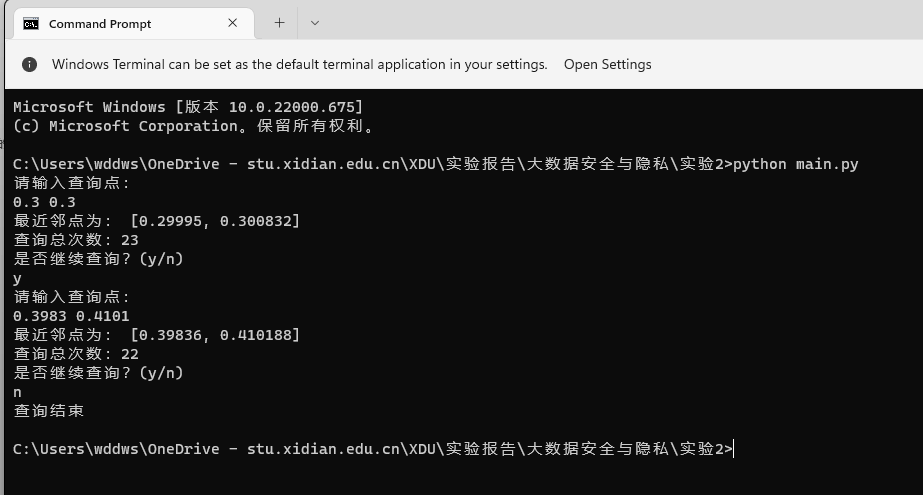 Command Prompt
Windows Terminal can be set as the default terminal application in your settings. Open Settings
Microsoft Windows [版本 10.0.22000.675]
(c) Microsoft Corporation。保留所有权利。
C:\Users\wddws\OneDrive - stu.xidian.edu.cn\XDU\实验报告\大数据安全与隐私\实验2>python main.py
请输入查询点:
0.3 0.3
最近邻点为: [0.29995, 0.300832]
查询总次数: 23
是否继续查询? (y/n)
y
请输入查询点:
0.3983 0.4101
最近邻点为: [0.39836, 0.410188]
查询总次数: 22
是否继续查询? (y/n)
n
查询结束
C:\Users\wddws\OneDrive - stu.xidian.edu.cn\XDU\实验报告\大数据安全与隐私\实验2>